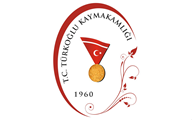 T.C. TÜRKOĞLU KAYMAKAMLIĞI
1960